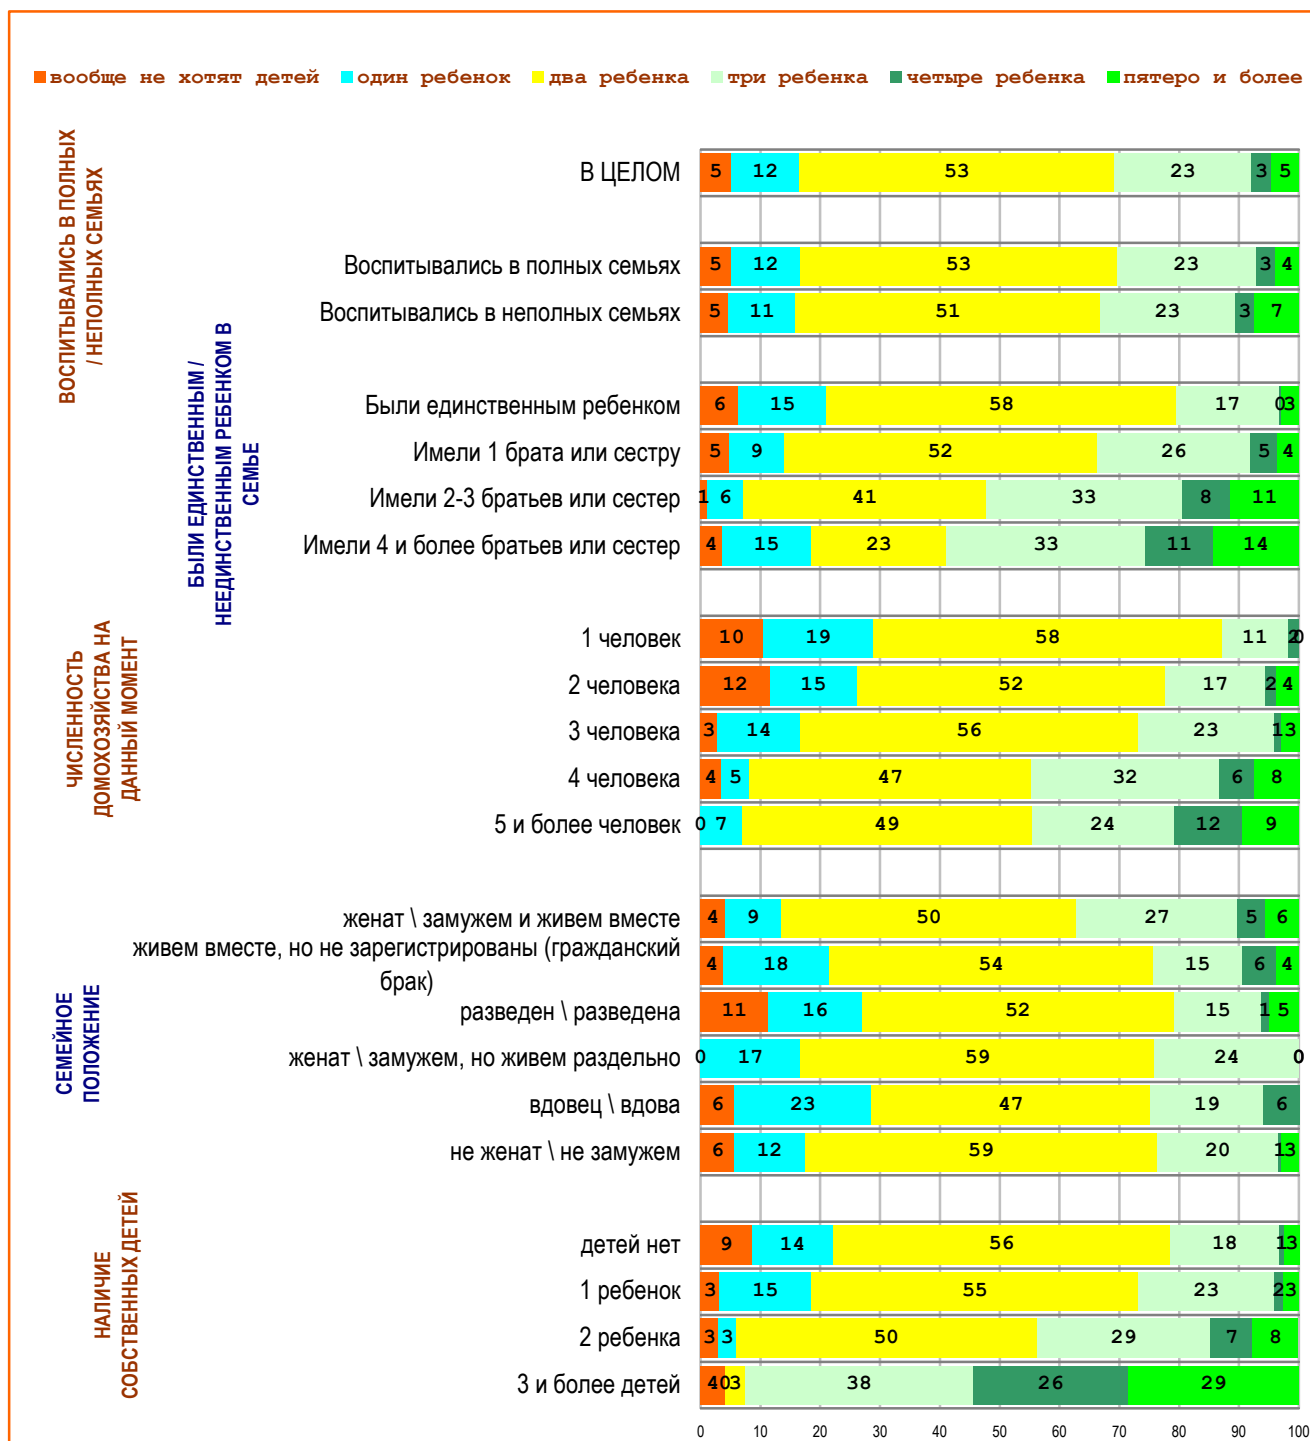 вообще не хотят детей один ребенок два ребенка три ребенка четыре ребенка пятеро и более
ВОСПИТЫВАЛИСЬ В ПОЛНЫХ
/ НЕПОЛНЫХ СЕМЬЯХ
В ЦЕЛОМ 5 12 53 23 3 5
Воспитывались в полных семьях 5 12 53 23 3 4
Воспитывались в неполных семьях 5 11 51 23 3 7
БЫЛИ ЕДИНСТВЕННЫМ /
НЕЕДИНСТВЕННЫМ РЕБЕНКОМ В
СЕМЬЕ
Были единственным ребенком 6 15 58 17 0 3
Имели 1 брата или сестру 5 9 52 26 5 4
Имели 2-3 братьев или сестер 1 6 41 33 8 11
Имели 4 и более братьев или сестер 4 15 23 33 11 14
ЧИСЛЕННОСТЬ
ДОМОХОЗЯЙСТВА НА
ДАННЫЙ МОМЕНТ
1 человек 10 19 58 11 2 0
2 человека 12 15 52 17 2 4
3 человека 3 14 56 23 1 3
4 человека 4 5 47 32 6 8
5 и более человек 0 7 49 24 12 9
СЕМЕЙНОЕ
ПОЛОЖЕНИЕ
женат \ замужем и живем вместе 4 9 50 27 5 6
живем вместе, но не зарегистрированы (гражданский
брак) 4 18 54 15 6 4
разведен \ разведена 11 16 52 15 1 5
женат \ замужем, но живем раздельно 0 17 59 24 0
вдовец \ вдова 6 23 47 19 6
не женат \ не замужем 6 12 59 20 1 3
НАЛИЧИЕ
СОБСТВЕННЫХ ДЕТЕЙ
детей нет 9 14 56 18 1 3
1 ребенок 3 15 55 23 2 3
2 ребенка 3 3 50 29 7 8
3 и более детей 4 0 3 38 26 29
0 10 20 30 40 50 60 70 80 90 100